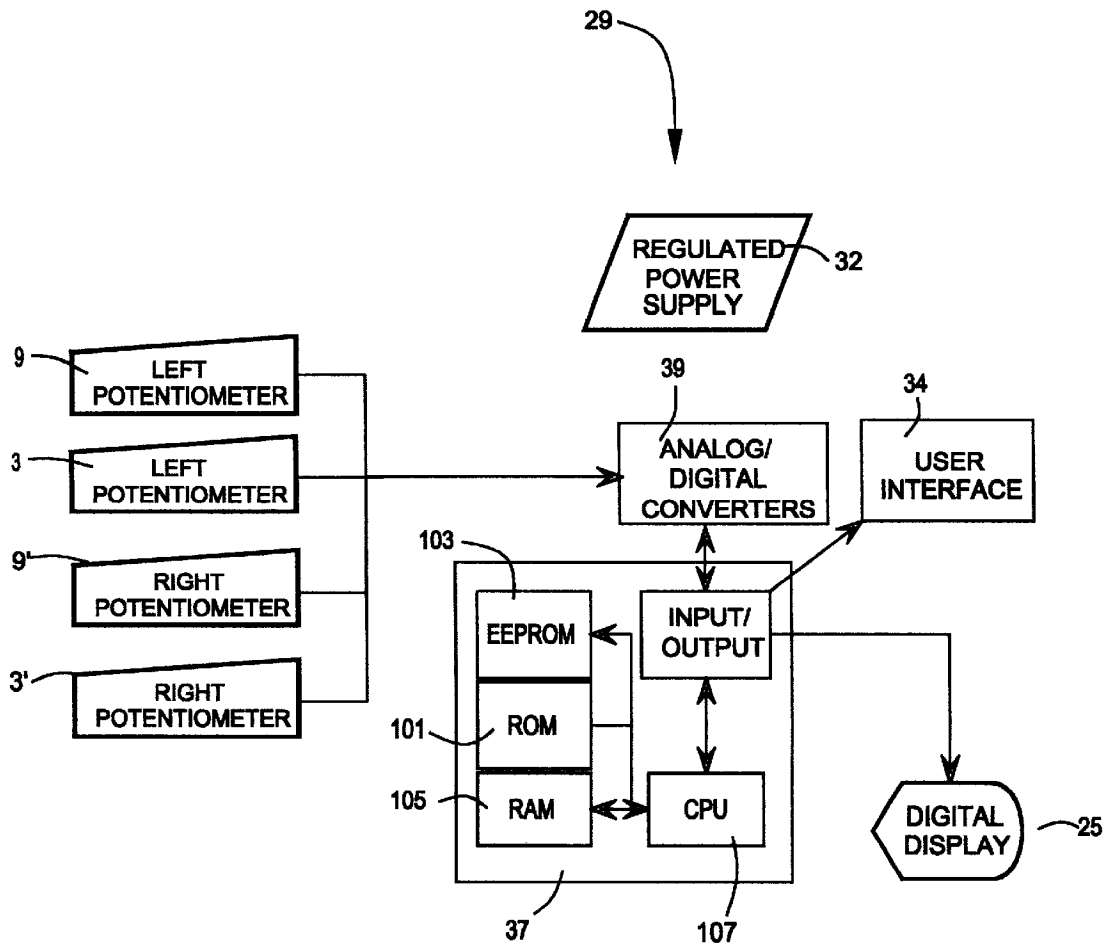 29
REGULATED
POWER
SUPPLY
32
9
LEFT
POTENTIOMETER
3
LEFT
POTENTIOMETER
9'
RIGHT
POTENTIOMETER
3'
RIGHT
POTENTIOMETER
39
ANALOG/
DIGITAL
CONVERTERS
34
USER
INTERFACE
103
EEPROM
INPUT/
OUTPUT
101
ROM
105
RAM
CPU
37
107
DIGITAL
DISPLAY
25